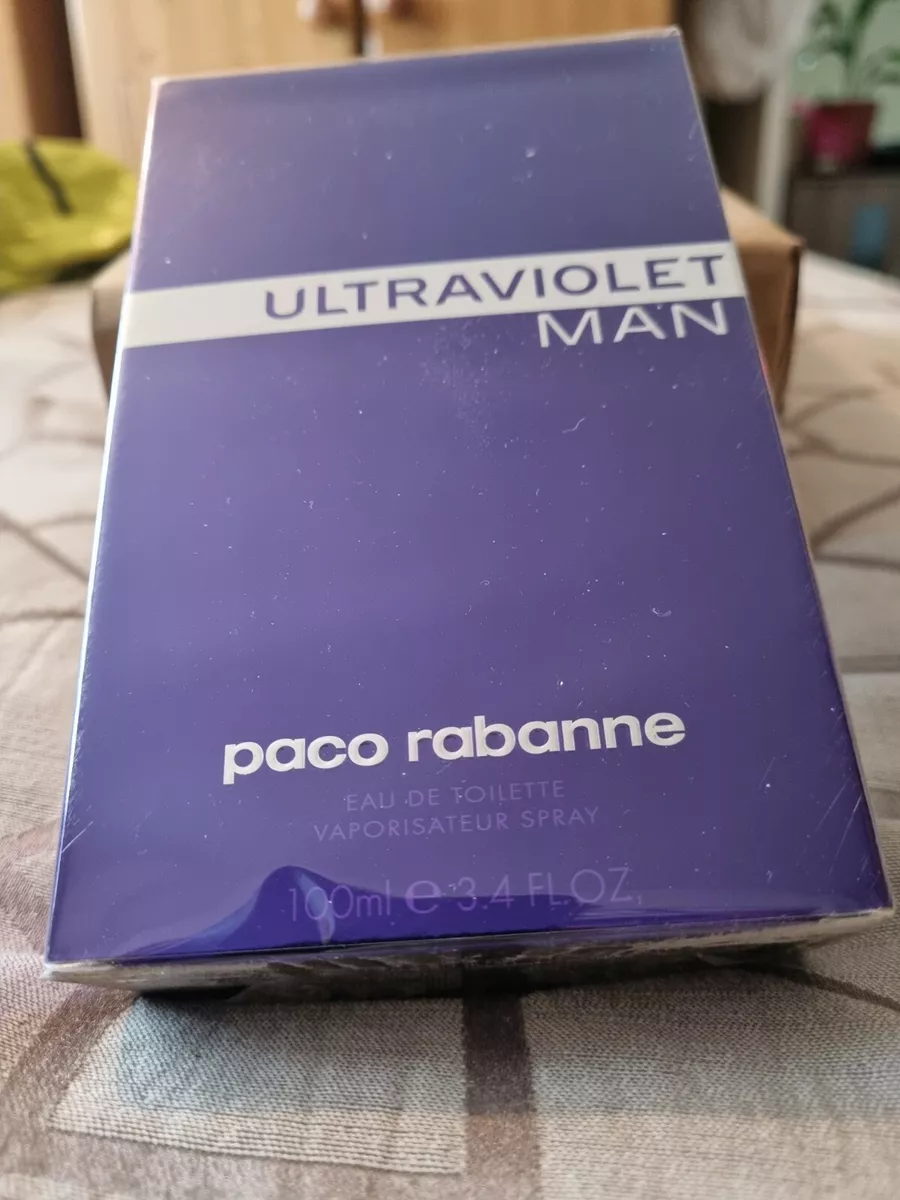 ULTRAVIOLET
MAN
paco rabanne
EAU DE TOILETTE
VAPORISATEUR SPRAY
100ml ℮ 3.4 FL.OZ.